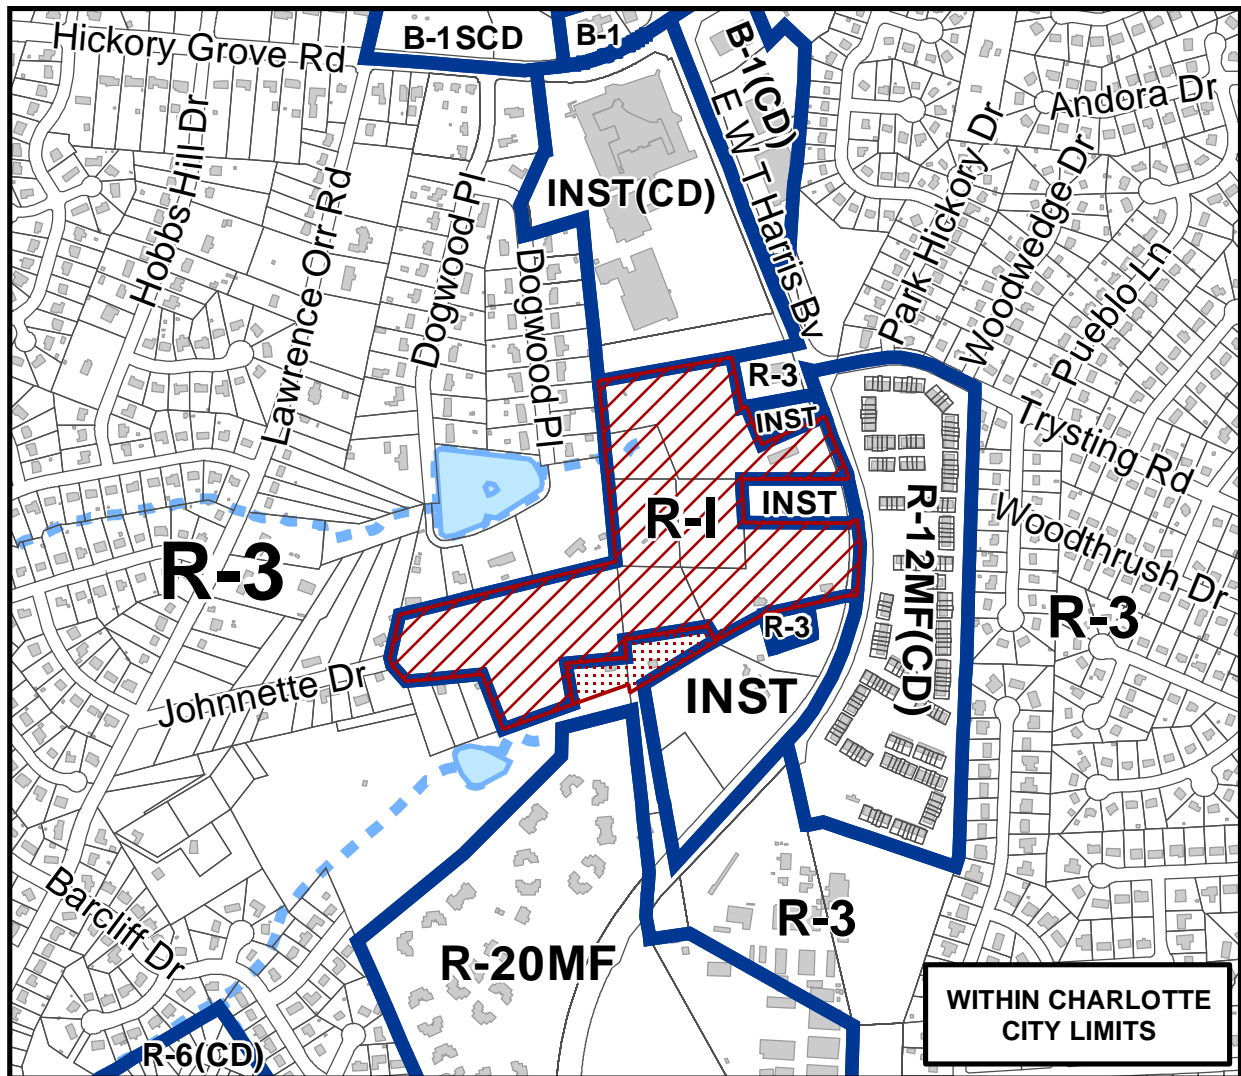 Hickory Grove Rd
B-1SCD
B-1
B-1(CD)
E W T Harris Bv
Andora Dr
Hobbs Hill Dr
Lawrence Orr Rd
Dogwood Pl
INST(CD)
Park Hickory Dr
Woodwedge Dr
Pueblo Ln
Dogwood Pl
R-3
INST
Trysting Rd
R-I
INST
R-12MF(CD)
Woodthrush Dr
R-3
R-3
R-3
Johnnette Dr
INST
Barcliff Dr
R-20MF
R-3
R-6(CD)
WITHIN CHARLOTTE
CITY LIMITS